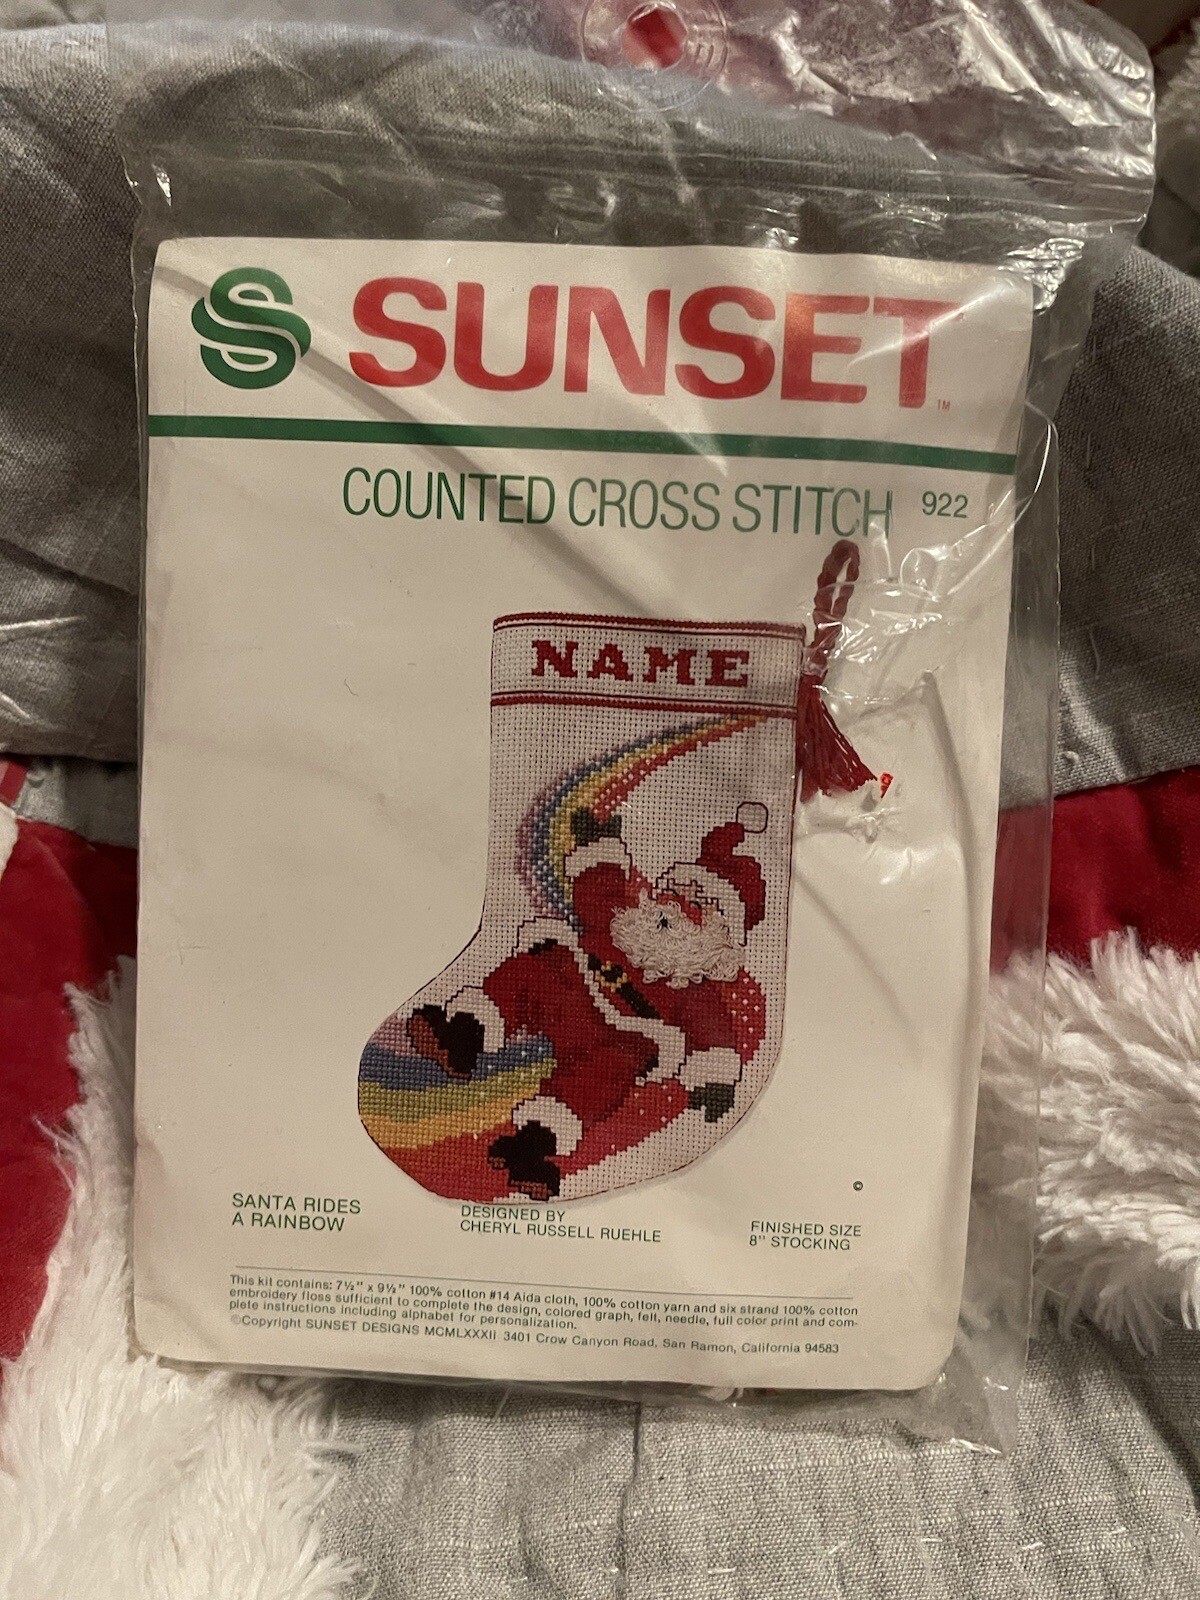 SUNSET™
COUNTED CROSS STITCH 922
NAME
©
SANTA RIDES
A RAINBOW
DESIGNED BY
CHERYL RUSSELL RUEHLE
FINISHED SIZE
8" STOCKING
This kit contains: 7½" x 9½" 100% cotton #14 Aida cloth, 100% cotton yarn and six strand 100% cotton
embroidery floss sufficient to complete the design, colored graph, felt, needle, full color print and com-
plete instructions including alphabet for personalization.
©Copyright SUNSET DESIGNS MCMLXXXII 3401 Crow Canyon Road, San Ramon, California 94583